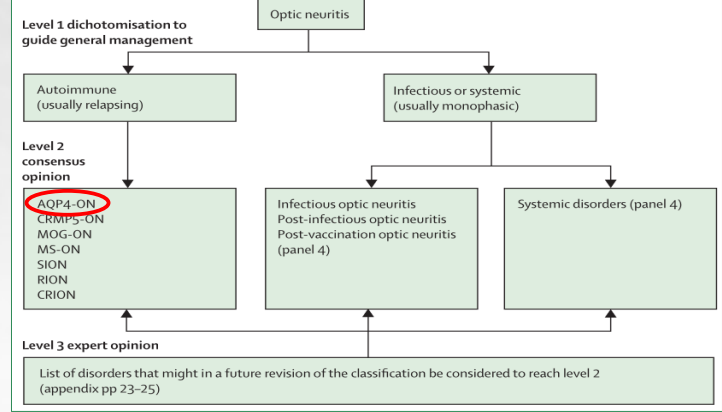 Optic neuritis
Level 1 dichotomisation to
guide general management
Autoimmune
(usually relapsing)
Infectious or systemic
(usually monophasic)
Level 2
consensus
opinion
AQP4-ON
CRMP5-ON
MOG-ON
MS-ON
SION
RION
CRION
Infectious optic neuritis
Post-infectious optic neuritis
Post-vaccination optic neuritis
(panel 4)
Systemic disorders (panel 4)
Level 3 expert opinion
List of disorders that might in a future revision of the classification be considered to reach level 2
(appendix pp 23–25)